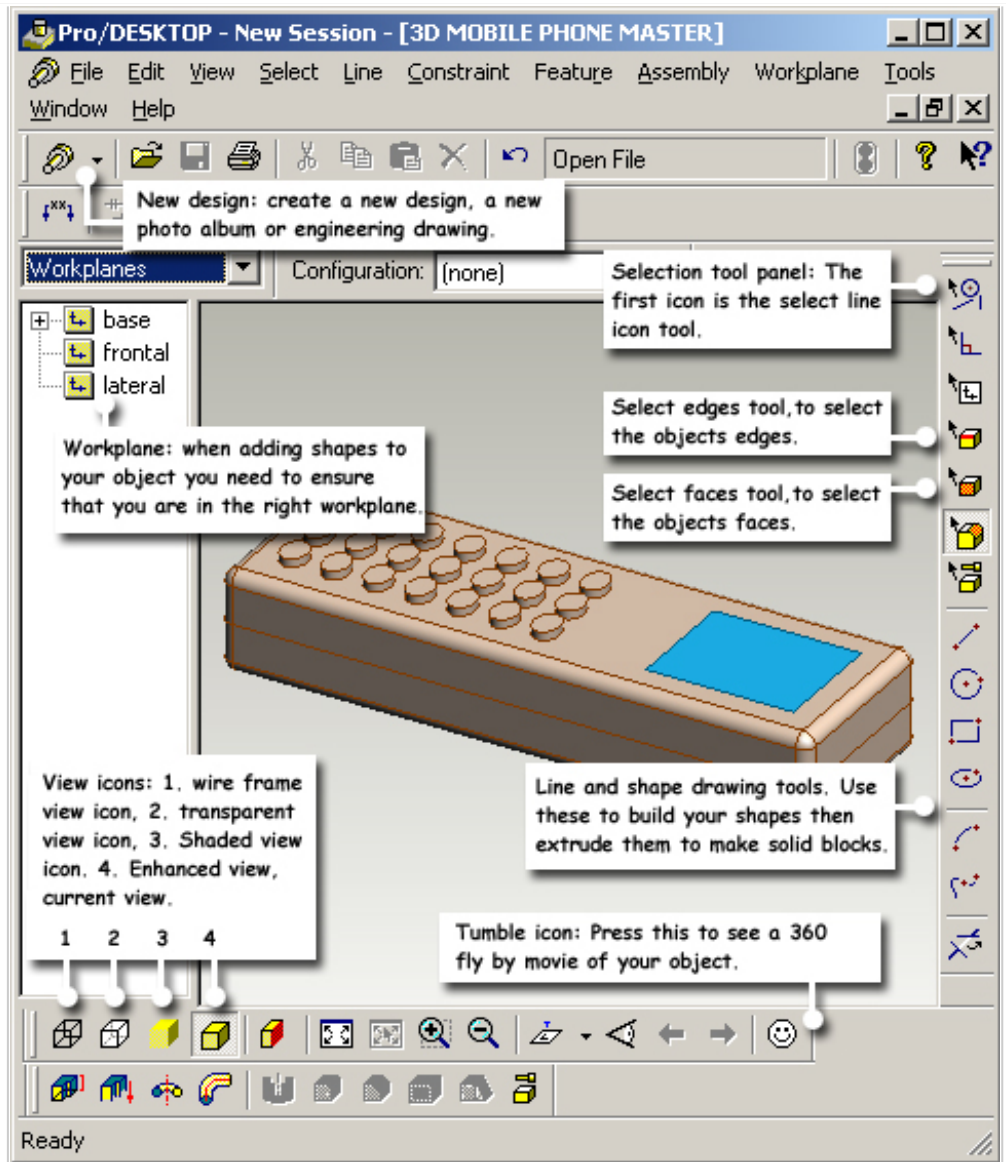 Pro/DESKTOP - New Session - [3D MOBILE PHONE MASTER]
File Edit View Select Line Constraint Feature Assembly Workplane Tools
Window Help
Open File
New design: create a new design, a new
photo album or engineering drawing.
Workplanes
Configuration: (none)
Selection tool panel: The
first icon is the select line
icon tool.
base
frontal
lateral
Select edges tool, to select
the objects edges.
Workplane: when adding shapes to
your object you need to ensure
that you are in the right workplane.
Select faces tool, to select
the objects faces.
View icons: 1. wire frame
view icon, 2. transparent
view icon, 3. Shaded view
icon. 4. Enhanced view,
current view.
1 2 3 4
Line and shape drawing tools. Use
these to build your shapes then
extrude them to make solid blocks.
Tumble icon: Press this to see a 360
fly by movie of your object.
Ready